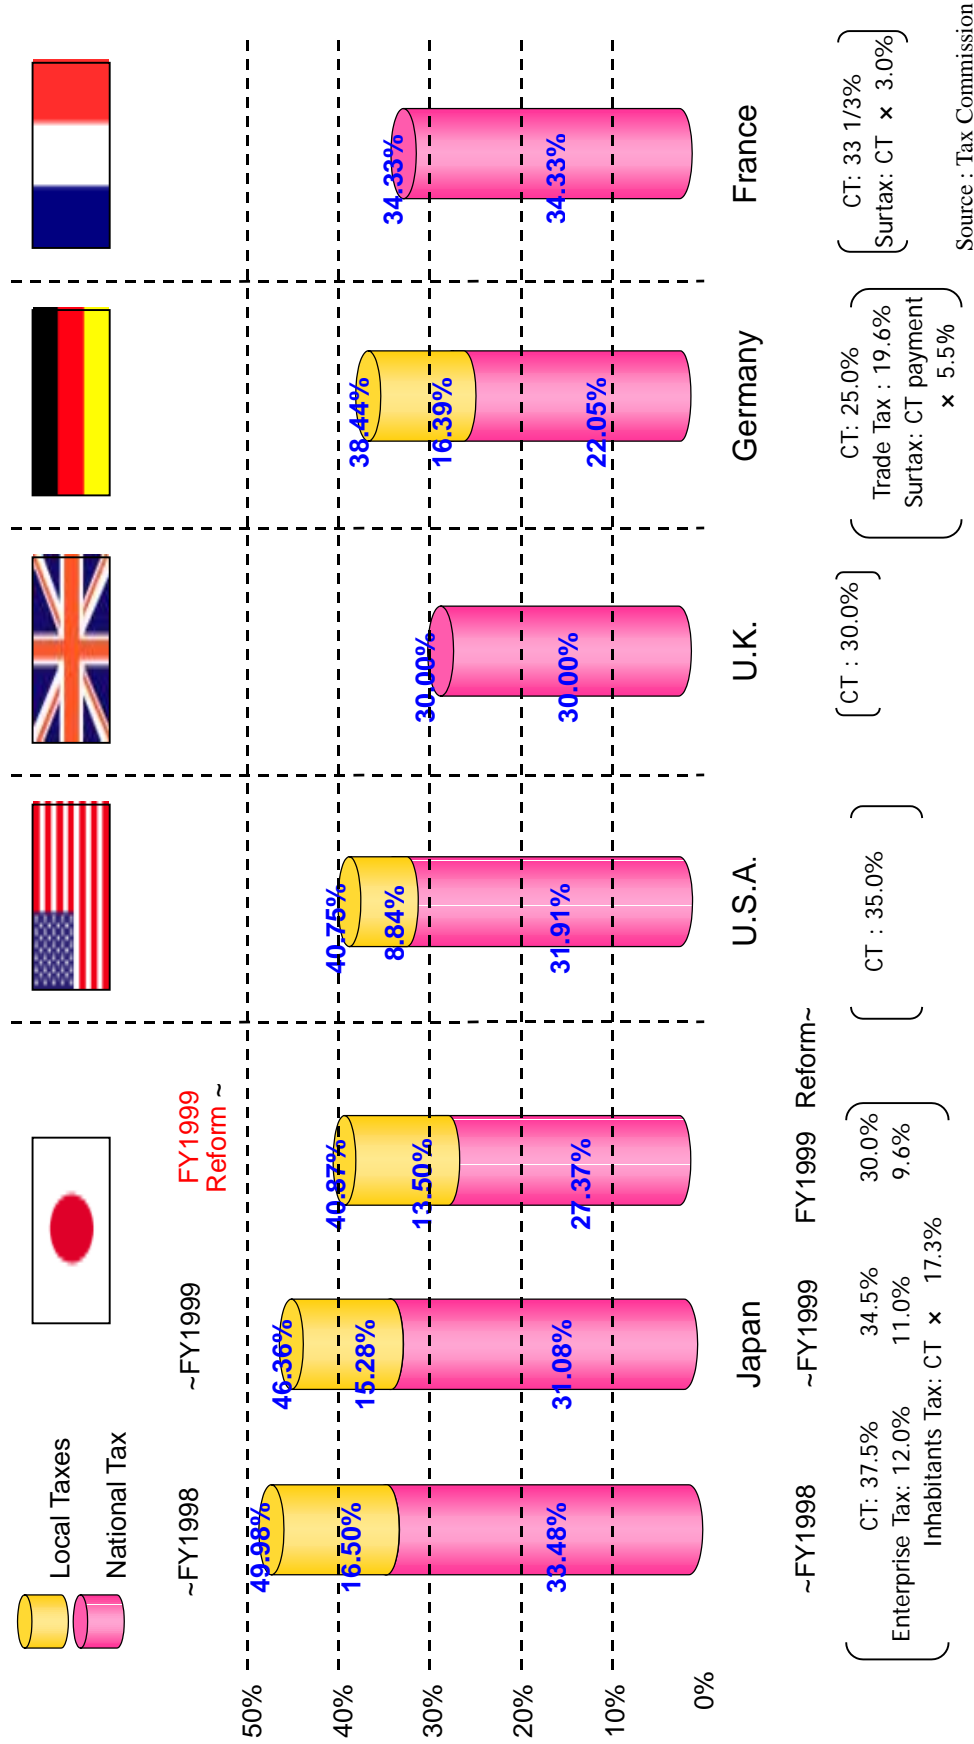 Local Taxes
National Tax
~FY1998
~FY1999
FY1999
Reform ~
50%
40%
30%
20%
10%
0%
49.98%
16.50%
33.48%
46.36%
15.28%
31.08%
40.87%
13.50%
27.37%
40.75%
8.84%
31.91%
30.00%
30.00%
38.44%
16.39%
22.05%
34.33%
34.33%
Japan
U.S.A.
U.K.
Germany
France
~FY1998 ~FY1999 FY1999 Reform~
CT: 37.5% 34.5% 30.0%
Enterprise Tax: 12.0% 11.0% 9.6%
Inhabitants Tax: CT × 17.3%
CT : 35.0%
CT : 30.0%
CT: 25.0%
Trade Tax : 19.6%
Surtax: CT payment
× 5.5%
CT: 33 1/3%
Surtax: CT × 3.0%
Source : Tax Commission